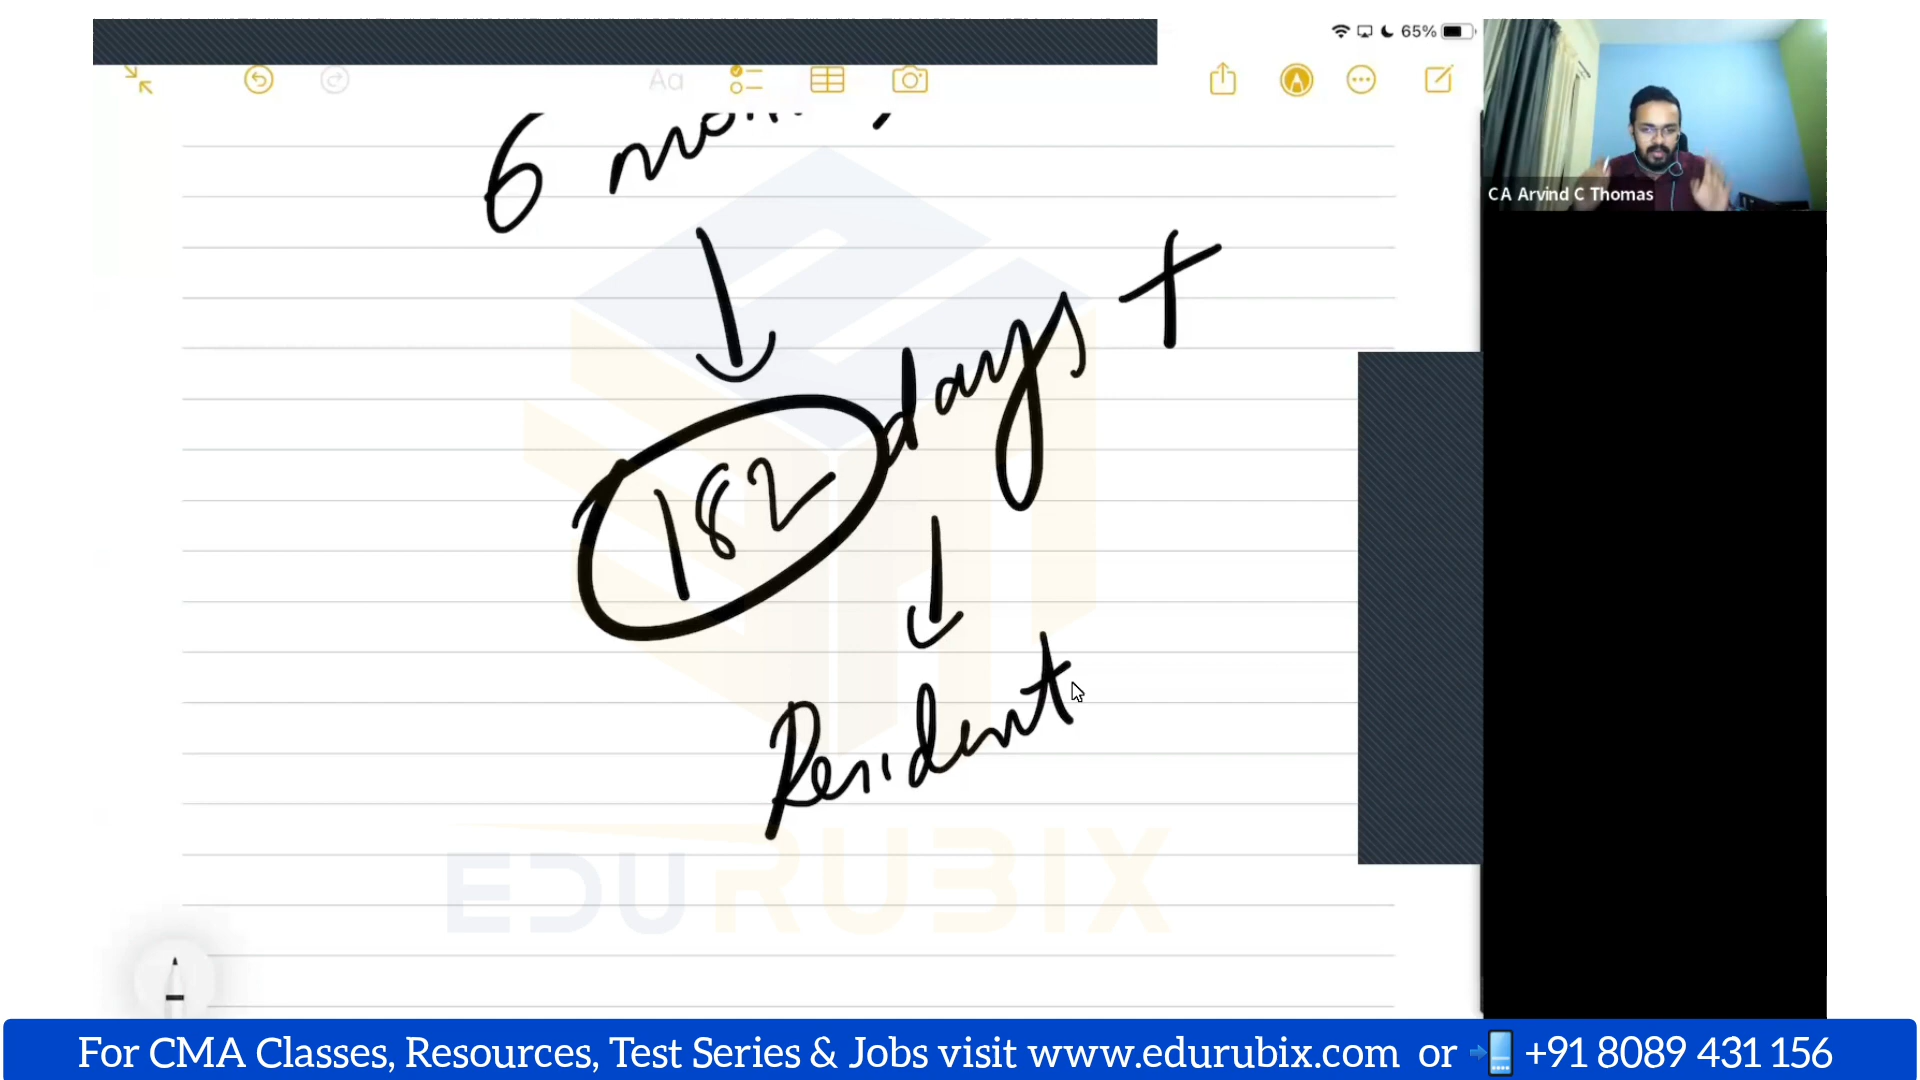 65%
Aa
CA Arvind C Thomas
6
182 days +
Resident
EDURUBIX
For CMA Classes, Resources, Test Series & Jobs visit www.edurubix.com or +91 8089 431 156